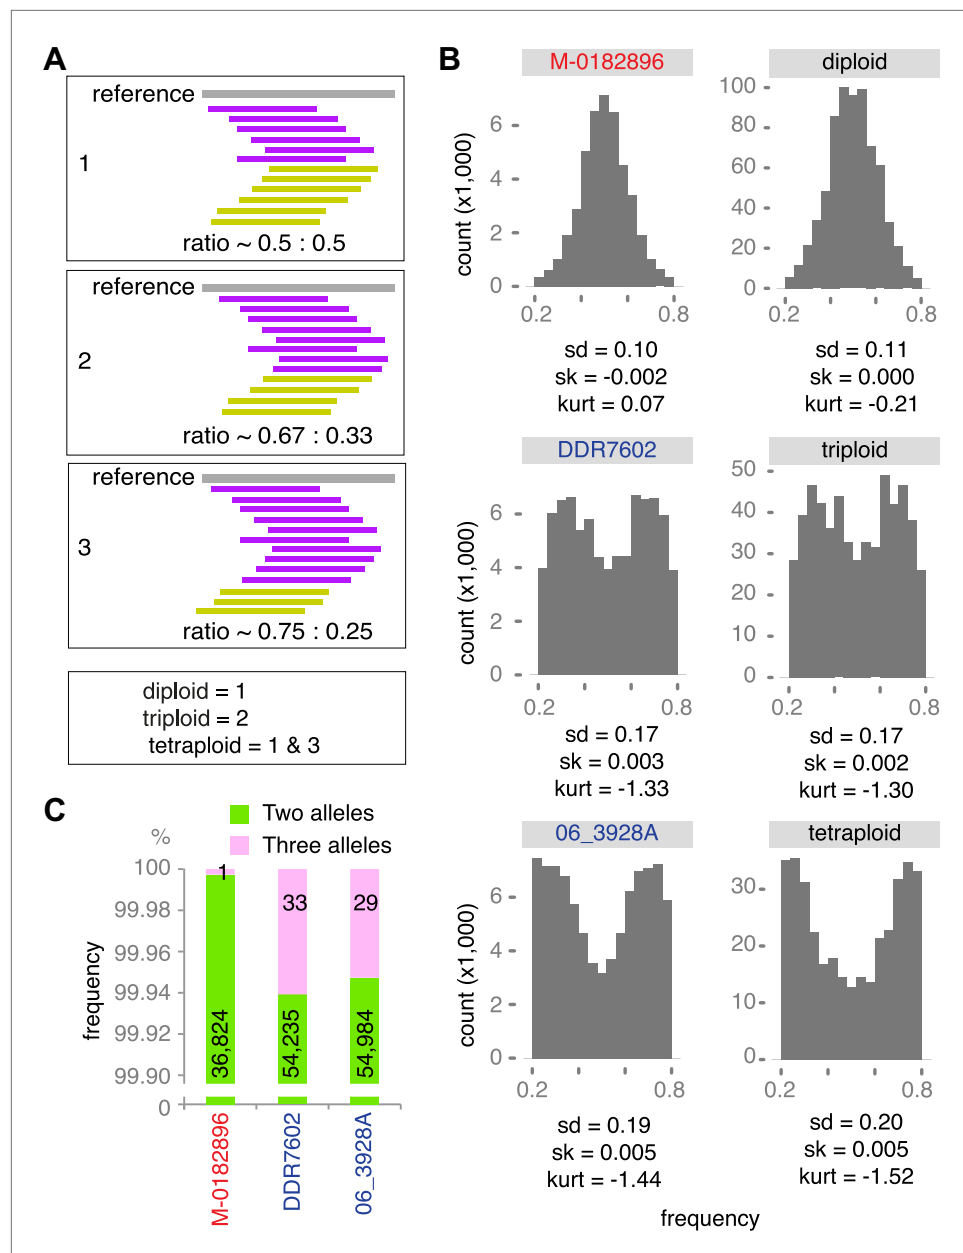 A
reference
1
ratio ~ 0.5 : 0.5
reference
2
ratio ~ 0.67 : 0.33
reference
3
ratio ~ 0.75 : 0.25
diploid = 1
triploid = 2
tetraploid = 1 & 3
B
M-0182896
count (x1,000)
6
4
2
0
0.2
0.8
sd = 0.10
sk = -0.002
kurt = 0.07
diploid
100
80
60
40
20
0
0.2
0.8
sd = 0.11
sk = 0.000
kurt = -0.21
DDR7602
count (x1,000)
6
4
2
0
0.2
0.8
sd = 0.17
sk = 0.003
kurt = -1.33
triploid
50
40
30
20
10
0
0.2
0.8
sd = 0.17
sk = 0.002
kurt = -1.30
06_3928A
count (x1,000)
6
4
2
0
0.2
0.8
sd = 0.19
sk = 0.005
kurt = -1.44
tetraploid
30
20
10
0
0.2
0.8
sd = 0.20
sk = 0.005
kurt = -1.52
frequency
C
Two alleles
Three alleles
%
frequency
100
99.98
99.96
99.94
99.92
99.90
0
1
33
29
36,824
54,235
54,984
M-0182896
DDR7602
06_3928A